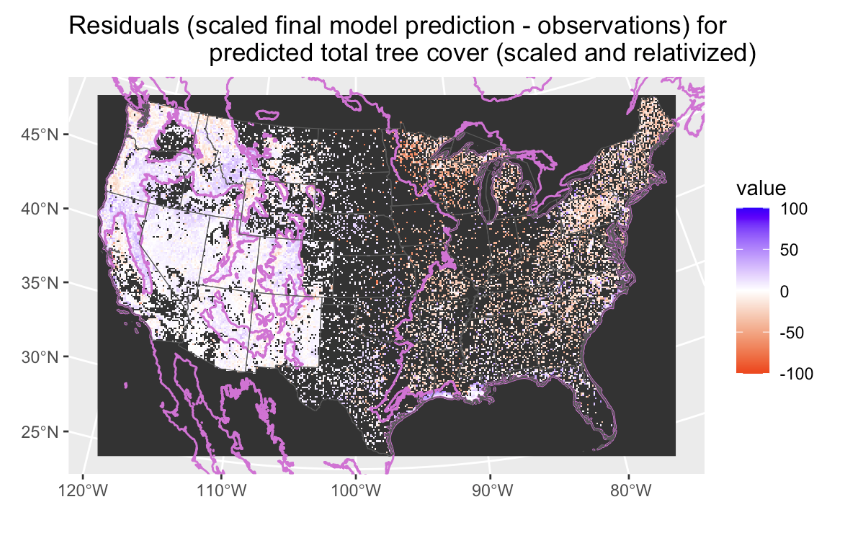 Residuals (scaled final model prediction - observations) for
predicted total tree cover (scaled and relativized)
45°N
40°N
35°N
30°N
25°N
120°W 110°W 100°W 90°W 80°W
value
100
50
0
-50
-100